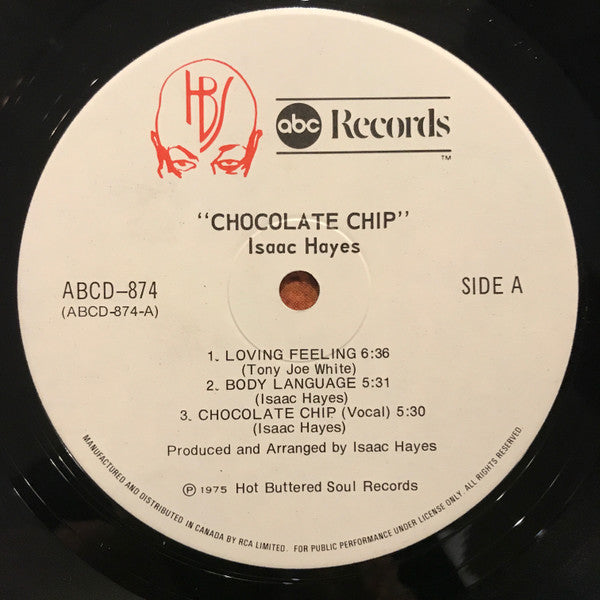 HBS
abc Records
TM
"CHOCOLATE CHIP"
Isaac Hayes
ABCD-874
(ABCD-874-A)
SIDE A
1. LOVING FEELING 6:36
(Tony Joe White)
2. BODY LANGUAGE 5:31
(Isaac Hayes)
3. CHOCOLATE CHIP (Vocal) 5:30
(Isaac Hayes)
Produced and Arranged by Isaac Hayes
℗ 1975 Hot Buttered Soul Records
MANUFACTURED AND DISTRIBUTED IN CANADA BY RCA LIMITED. FOR PUBLIC PERFORMANCE UNDER LICENSE ONLY. ALL RIGHTS RESERVED